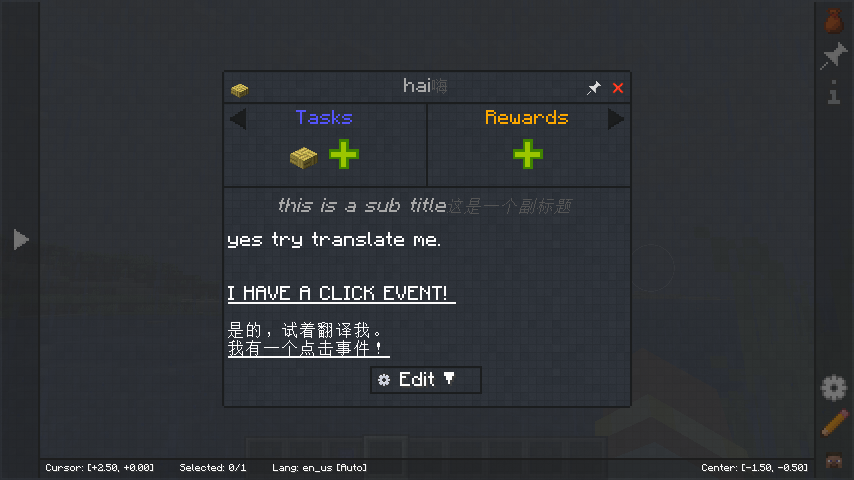 hai嗨
Tasks
Rewards
this is a sub title这是一个副标题
yes try translate me.
I HAVE A CLICK EVENT!
是的，试着翻译我。
我有一个点击事件！
Edit ▼
Cursor: [+2.50, +0.00] Selected: 0/1 Lang: en_us [Auto] Center: [-1.50, -0.50]